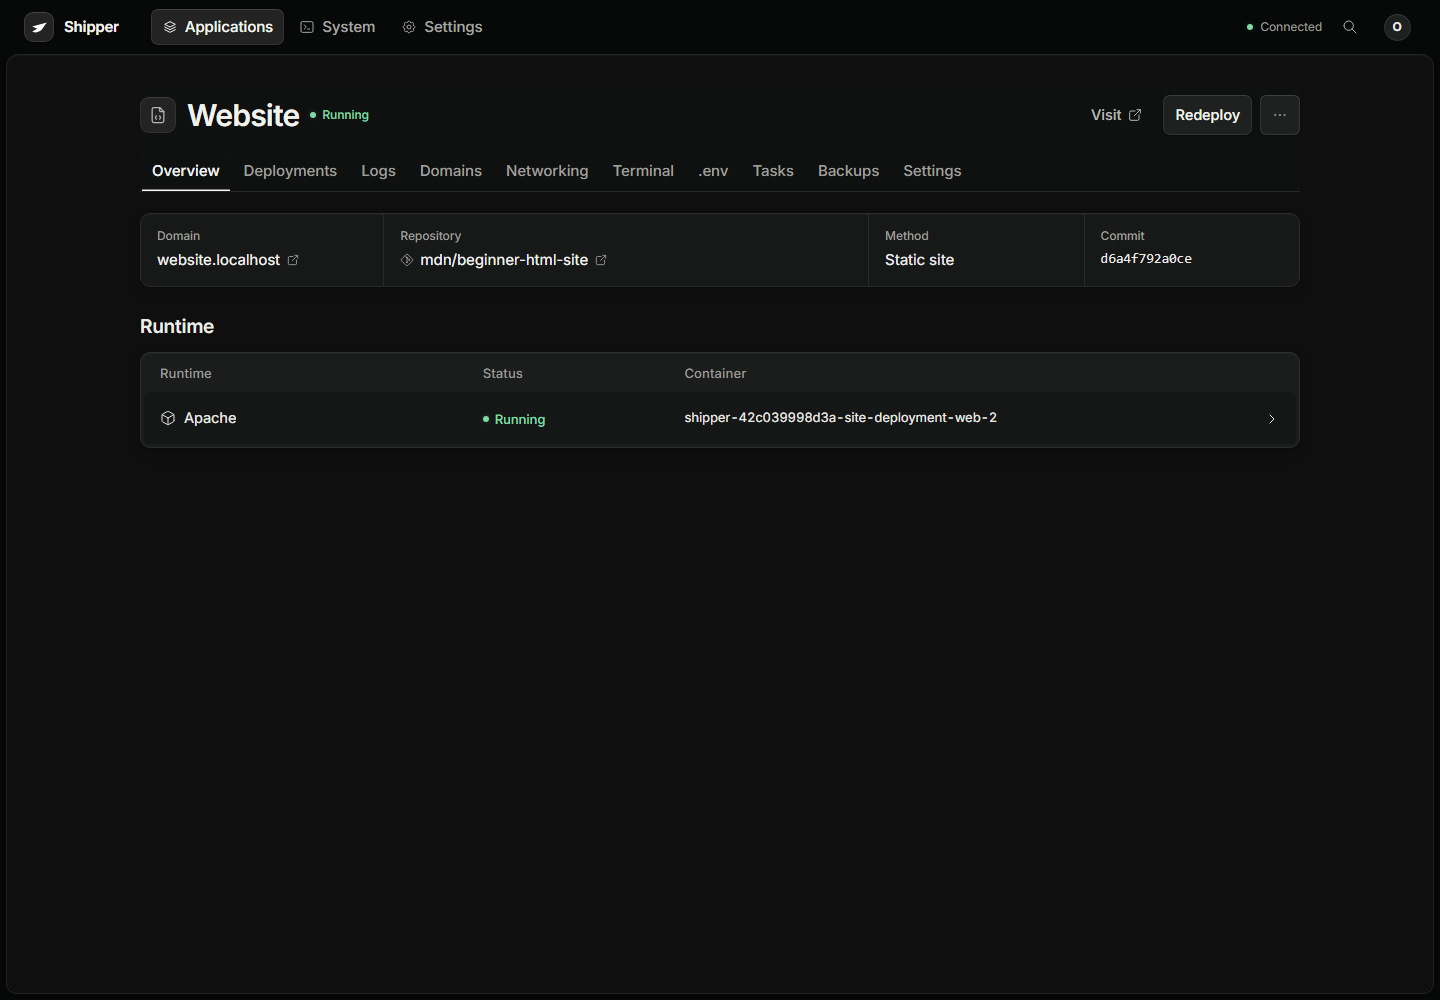 Shipper Applications System Settings Connected O
Website Running Visit Redeploy ...
Overview Deployments Logs Domains Networking Terminal .env Tasks Backups Settings
Domain Repository Method Commit
website.localhost mdn/beginner-html-site Static site d6a4f792a0ce
Runtime
Runtime Status Container
Apache Running shipper-42c039998d3a-site-deployment-web-2